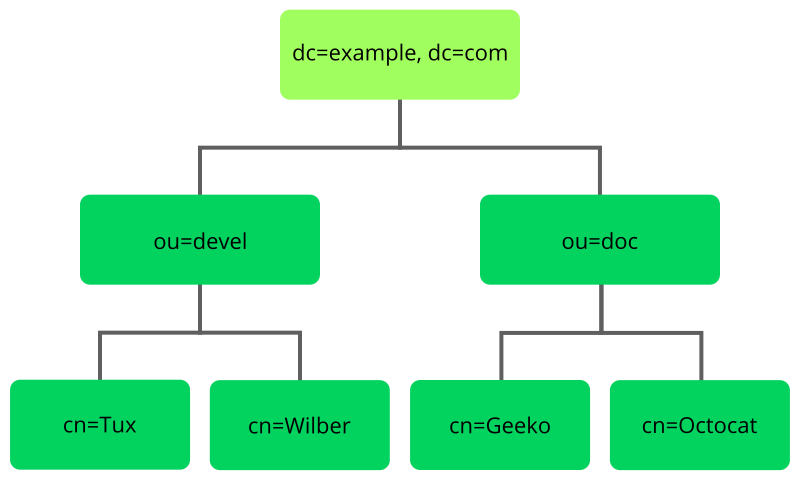 dc=example, dc=com
ou=devel
ou=doc
cn=Tux
cn=Wilber
cn=Geeko
cn=Octocat